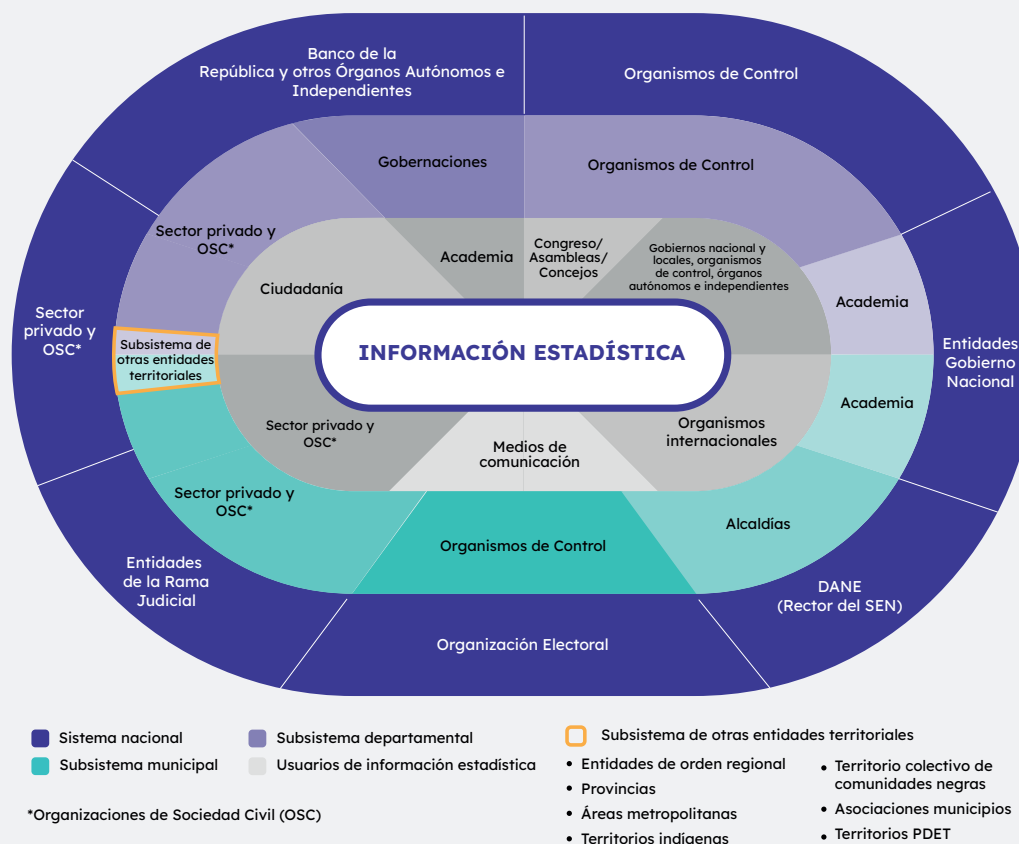 Banco de la
República y otros Órganos Autónomos e
Independientes
Organismos de Control
Gobernaciones
Organismos de Control
Sector privado y
OSC*
Academia
Congreso/
Asambleas/
Concejos
Gobiernos nacional y
locales, organismos
de control, órganos
autónomos e independientes
Ciudadanía
Academia
Sector
privado y
OSC*
Subsistema de
otras entidades
territoriales
INFORMACIÓN ESTADÍSTICA
Entidades
Gobierno
Nacional
Academia
Sector privado y
OSC*
Medios de
comunicación
Organismos
internacionales
Sector privado y
OSC*
Organismos de Control
Alcaldías
Entidades
de la Rama
Judicial
Organización Electoral
DANE
(Rector del SEN)
Sistema nacional
Subsistema departamental
Subsistema municipal
Usuarios de información estadística
*Organizaciones de Sociedad Civil (OSC)
Subsistema de otras entidades territoriales
• Entidades de orden regional
• Provincias
• Áreas metropolitanas
• Territorios indígenas
• Territorio colectivo de
comunidades negras
• Asociaciones municipios
• Territorios PDET